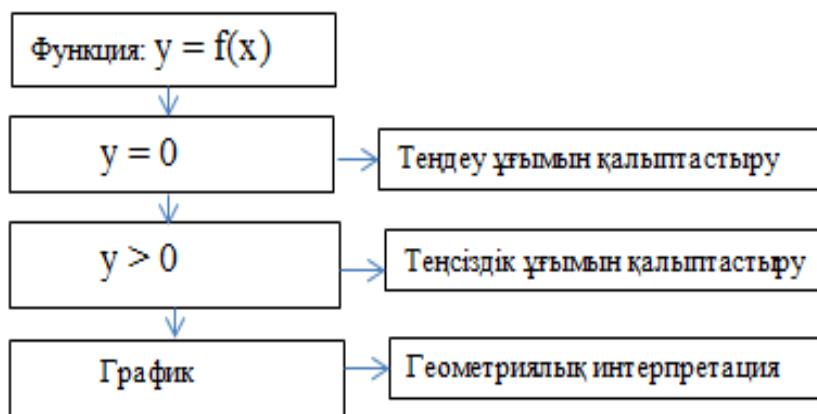 Функция: y = f(x)
y = 0
Теңдеу ұғымын қалыптастыру
y > 0
Теңсіздік ұғымын қалыптастыру
График
Геометриялық интерпретация